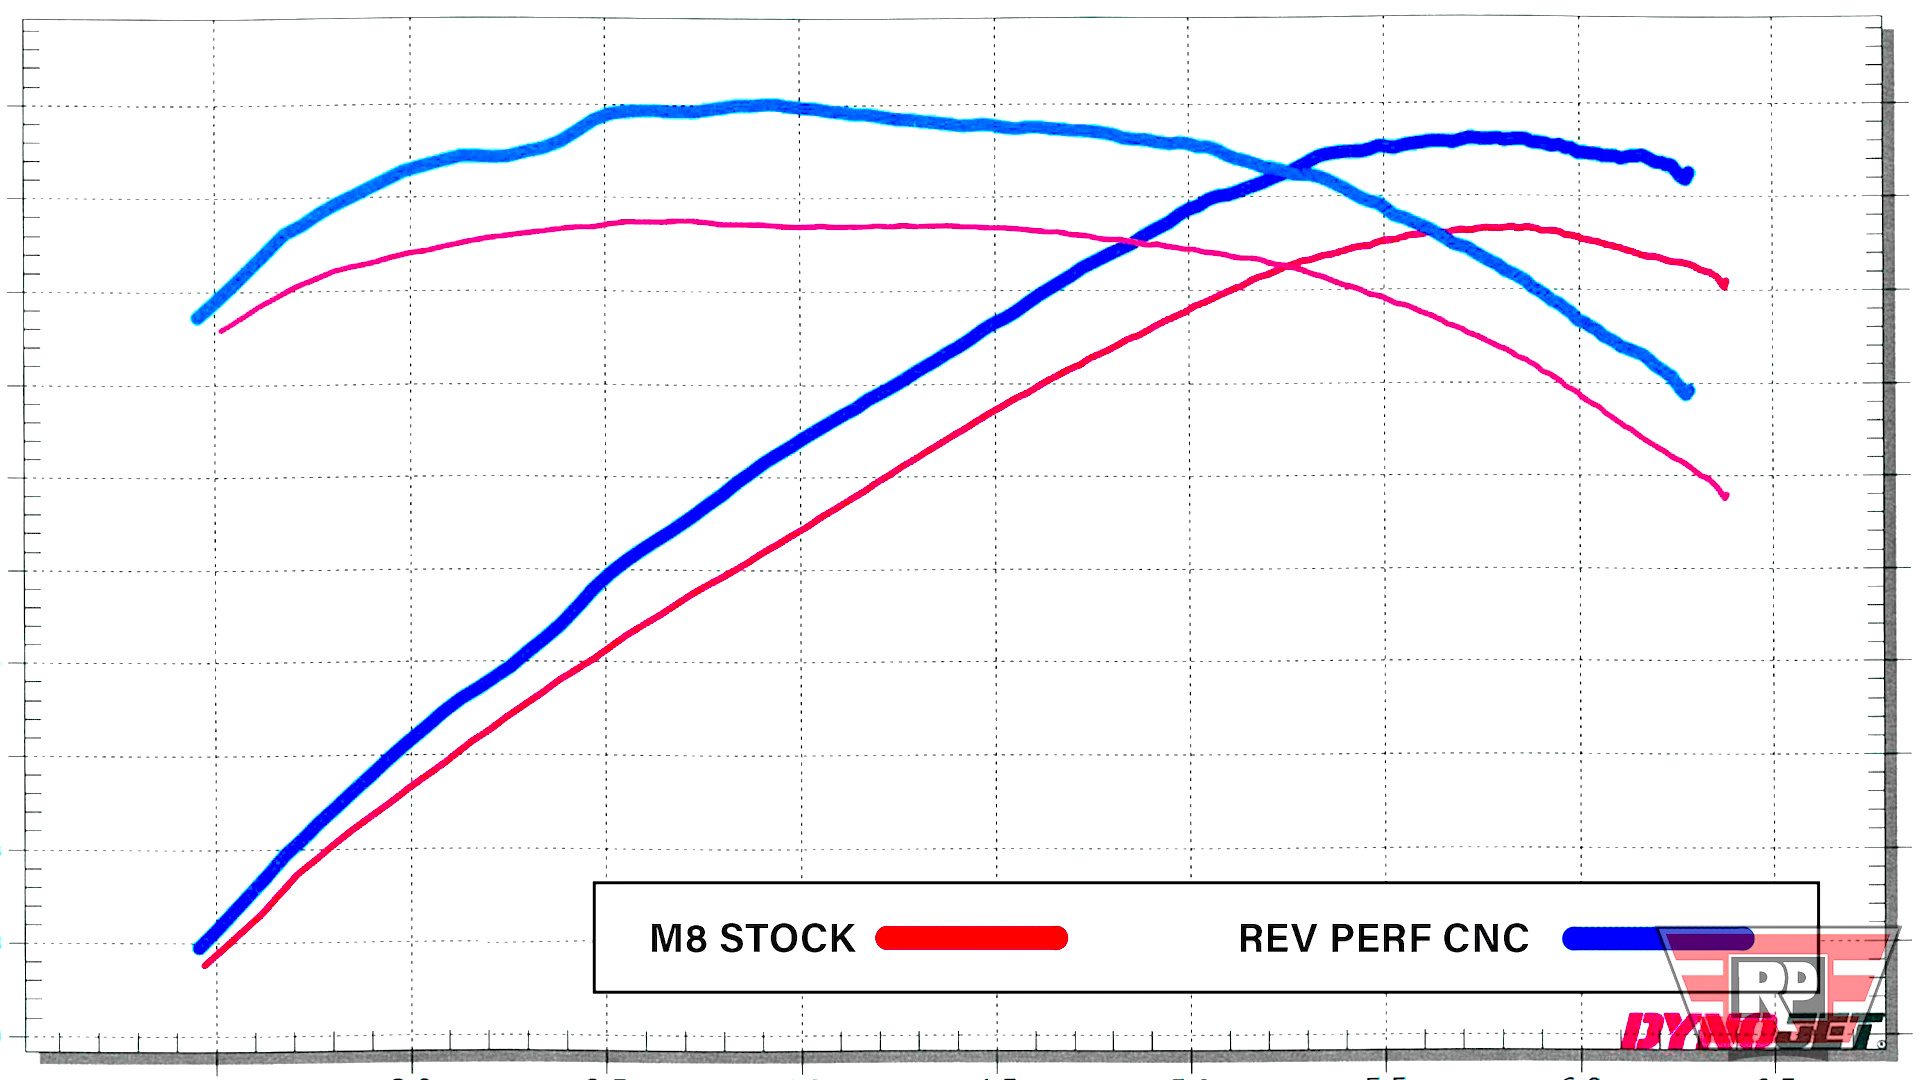 M8 STOCK
REV PERF CNC
RP
DYNOJET